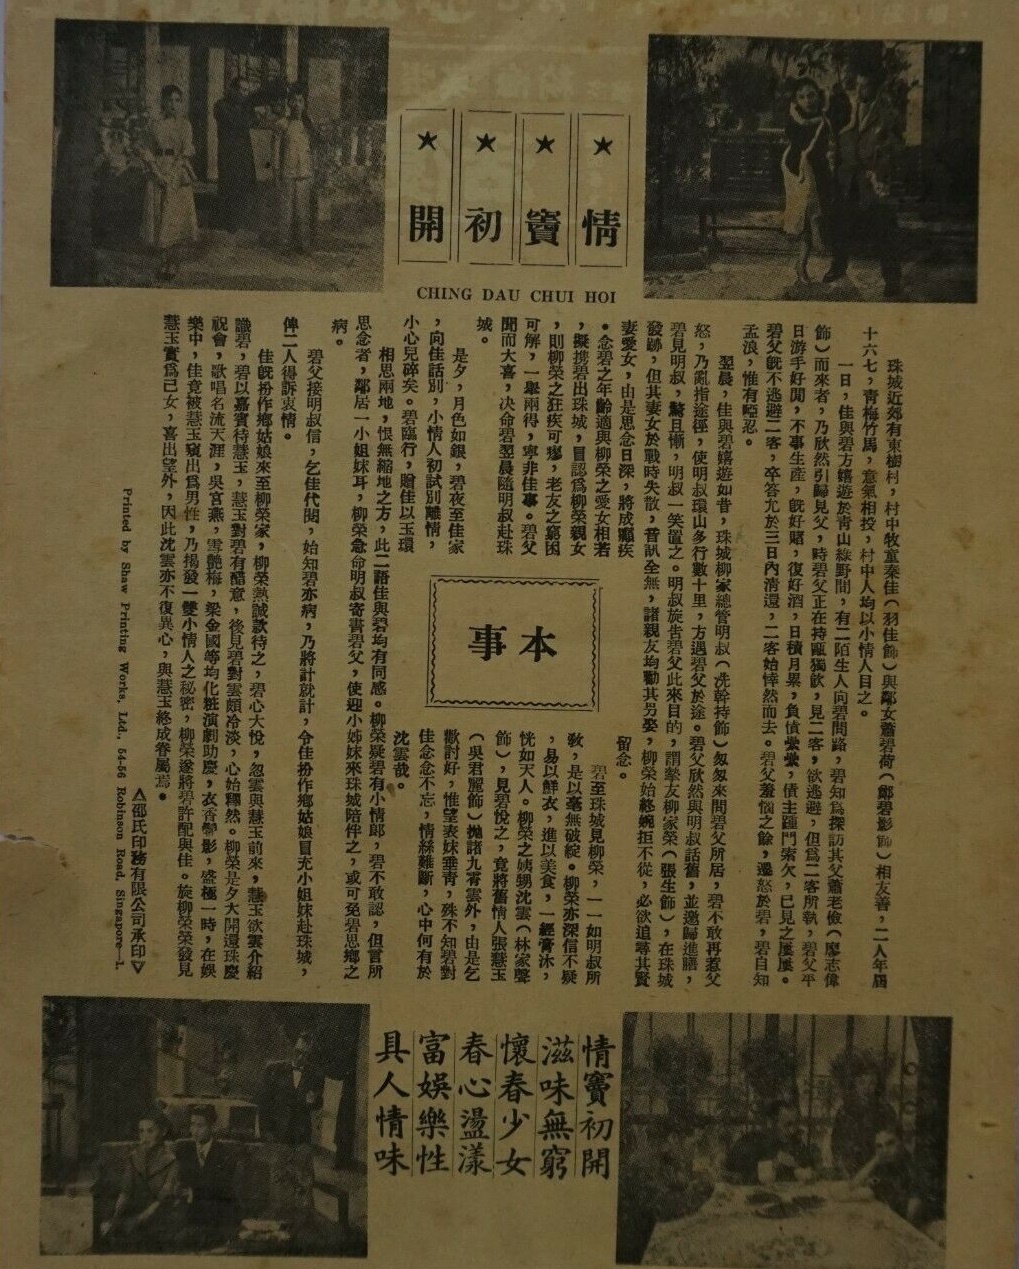 情竇初開
CHING DAU CHUI HOI
珠城近郊有東樹村，村中牧童秦佳（羽佳飾）與鄰女蕭碧荷（鄭碧影飾）相友善，二人年屆
十六七，青梅竹馬，意氣相投，村中人均以小情人目之。
一日，佳與碧方嬉遊於青山綠野間，有二陌生人向碧問路，碧知為探訪其父蕭老儉（廖志偉
飾）而來者，乃欣然引歸見父，時碧父正在持甌獨飲，見二客，欲逃避，但為二客所執，碧父平
日游手好閒，不事生產，旣好賭，復好酒，日積月累，負債纍纍，債主踵門索欠，已見之屢屢。
碧父旣不逃避二客，卒答允於三日內淸還，二客始悻然而去。碧父羞惱之餘，遷怒於碧，碧自知
孟浪，惟有啞忍。
翌晨，佳與碧嬉遊如昔，珠城柳家總管明叔（冼幹持飾）匆匆來問碧父所居，碧不敢再惹父
怒，乃亂指途徑，使明叔環山多行數十里，方遇碧父於途。碧父欣然與明叔話舊，並邀歸進膳，
碧見明叔，驚且慚，明叔一笑置之。明叔旋告碧父此來目的，謂摯友柳家榮（張生飾），在珠城
發跡，但其妻女於戰時失散，音訊全無，諸親友均勸其另娶，柳榮始終婉拒不從，必欲追尋其賢
妻愛女，由是思念日深，將成癲疾
。念碧之年齡適與柳榮之愛女相若
，擬携碧出珠城，冒認爲柳榮親女
，則柳榮之狂疾可瘳，老友之窮困
可解，一舉兩得，寧非佳事。碧父
聞而大喜，决命碧翌晨隨明叔赴珠
城。
是夕，月色如銀，碧夜至佳家
，向佳話別，小情人初試別離情，
小心兒碎矣。碧臨行，贈佳以玉環
留念。
本事
碧至珠城見柳榮，一一如明叔所
敎，是以毫無破綻。柳榮亦深信不疑
，易以鮮衣，進以美食，一經膏沐，
恍如天人。柳榮之姨甥沈雲（林家聲
飾），見碧悅之，竟將舊情人張慧玉
（吳君麗飾）拋諸九霄雲外，由是乞
歡討好，惟望表妹垂靑，殊不知碧對
佳念念不忘，情絲難斷，心中何有於
沈雲哉。
相思兩地，恨無縮地之方，此二語佳與碧均有同感。柳榮疑碧有小情郎，碧不敢認，但言所
思念者，鄰居一小姐妹耳，柳榮急命明叔寄書碧父，使迎小姊妹來珠城陪伴之，或可免碧思鄉之
病。
碧父接明叔信，乞佳代閱，始知碧亦病，乃將計就計，令佳扮作鄉姑娘冒充小姐妹赴珠城，
俾二人得訴衷情。
佳旣扮作鄉姑娘來至柳榮家，柳榮熱誠款待之，碧心大悅，忽雲與慧玉前來，慧玉欲雲介紹
識碧，碧以嘉賓待慧玉，慧玉對碧有醋意，後見碧對雲頗冷淡，心始釋然。柳榮是夕大開還珠慶
祝會，歌唱名流天涯，吳宮燕，雪艷梅，梁金國等均化粧演劇助慶，衣香鬢影，盛極一時，在娛
樂中，佳竟被慧玉窺出爲男性，乃揭發一雙小情人之秘密，柳榮遂將碧許配與佳。旋柳榮發見
慧玉實爲已女，喜出望外，因此沈雲亦不復異心，與慧玉終成眷屬焉。
△邵氏印務有限公司承印▽
Printed by Shaw Printing Works, Ltd., 54-56 Robinson Road, Singapore—1.
情竇初開
滋味無窮
懷春少女
春心盪漾
富娛樂性
具人情味